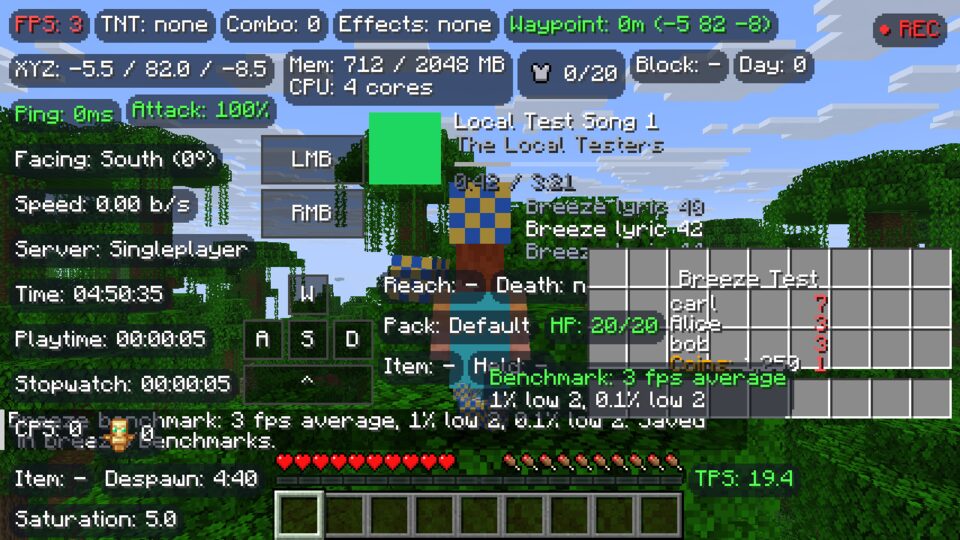 FPS: 3
TNT: none
Combo: 0
Effects: none
Waypoint: 0m (-5 82 -8)
REC
XYZ: -5.5 / 82.0 / -8.5
Mem: 712 / 2048 MB
CPU: 4 cores
0/20
Block: -
Day: 0
Ping: 0ms
Attack: 100%
Local Test Song 1
The Local Testers
0:42 / 3:21
Facing: South (0°)
LMB
Speed: 0.00 b/s
RMB
Breeze lyric 40
Breeze lyric 42
Breeze lyric
Server: Singleplayer
Breeze Test
Time: 04:50:35
W
Reach: -
Death: n
carl 7
Alice 3
bob 3
Coins: 1,250 1
Playtime: 00:00:05
A
S
D
Pack: Default
HP: 20/20
Stopwatch: 00:00:05
^
Item: -
Held: -
Benchmark: 3 fps average
1% low 2, 0.1% low 2
Breeze benchmark: 3 fps average, 1% low 2, 0.1% low 2. Saved
in breeze benchmarks.
CPS: 0
0
Item: -
Despawn: 4:40
TPS: 19.4
Saturation: 5.0